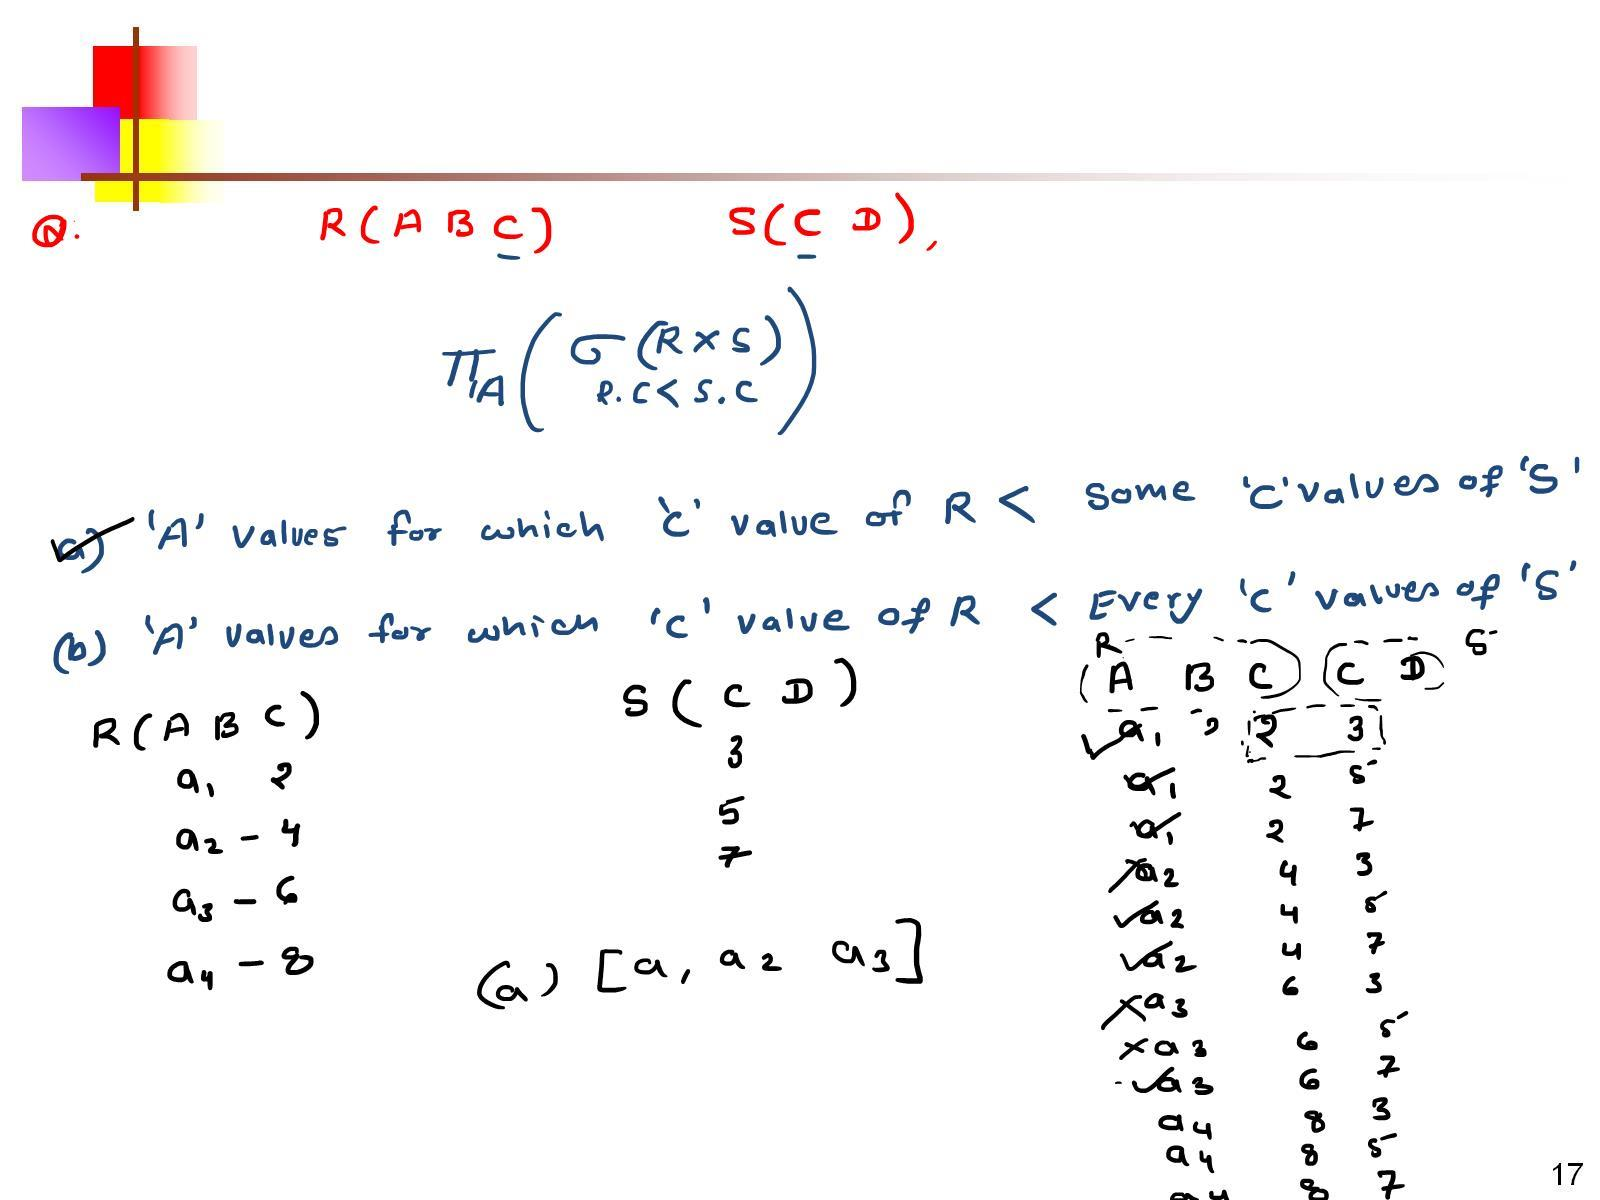 Q. R(A B C) S(C D),
π_A ( σ (R × S) )
R.C < S.C
a) 'A' values for which 'C' value of R < Some 'C' values of 'S'
(b) 'A' values for which 'C' value of R < Every 'C' values of 'S'
R(A B C)
a1 2
a2 - 4
a3 - 6
a4 - 8
S(C D)
3
5
7
(a) [a1 a2 a3]
R S
(A B C) (C D)
a1 , 2 3
a1 2 5
a1 2 7
a2 4 3
a2 4 5
a2 4 7
a3 6 3
a3 6 5
a3 6 7
a4 8 3
a4 8 5
a4 8 7
17